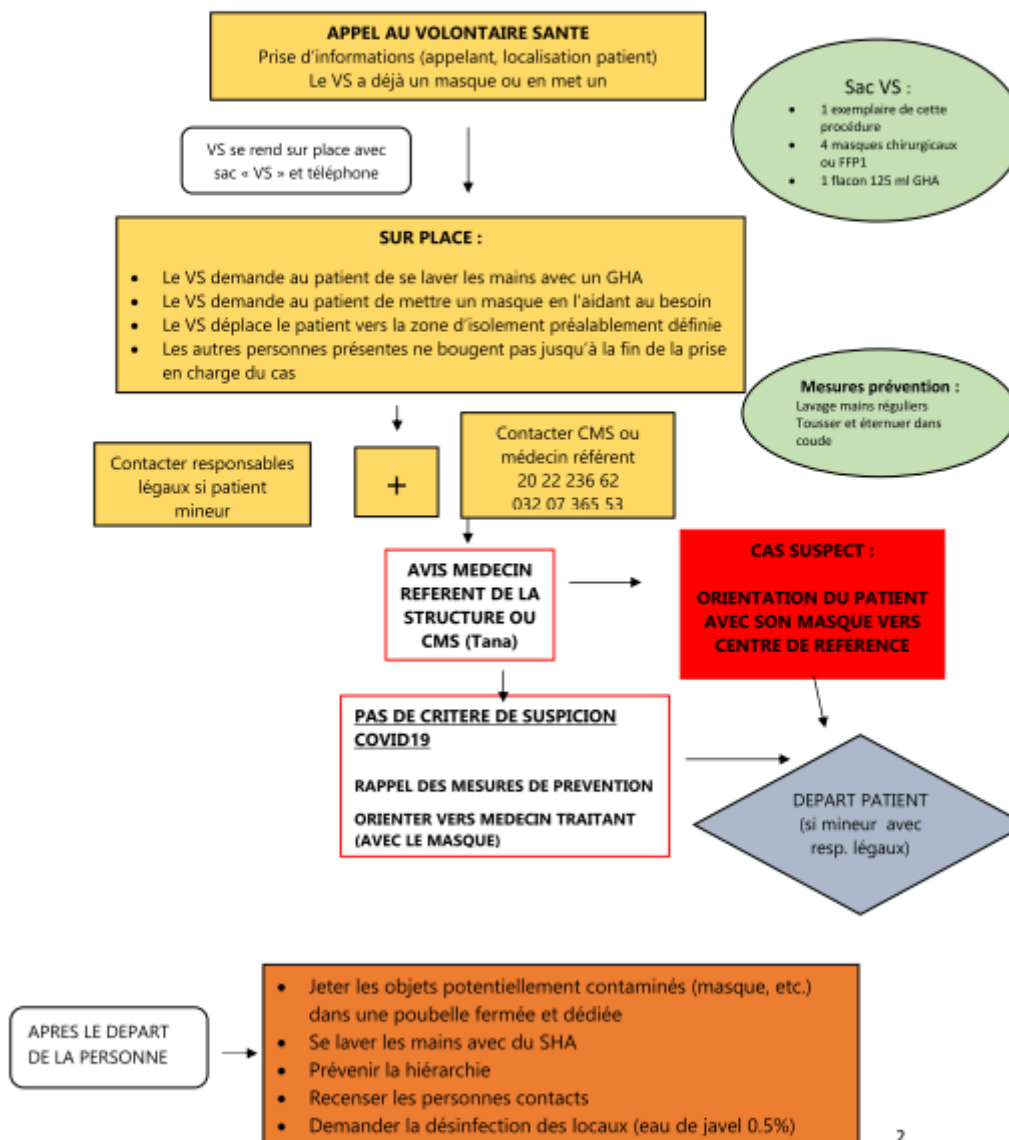 APPEL AU VOLONTAIRE SANTE
Prise d'informations (appelant, localisation patient)
Le VS a déjà un masque ou en met un
Sac VS :
• 1 exemplaire de cette
procédure
• 4 masques chirurgicaux
ou FFP1
• 1 flacon 125 ml GHA
VS se rend sur place avec
sac « VS » et téléphone
SUR PLACE :
• Le VS demande au patient de se laver les mains avec un GHA
• Le VS demande au patient de mettre un masque en l'aidant au besoin
• Le VS déplace le patient vers la zone d'isolement préalablement définie
• Les autres personnes présentes ne bougent pas jusqu'à la fin de la prise
en charge du cas
Mesures prévention :
Lavage mains réguliers
Tousser et éternuer dans
coude
Contacter responsables
légaux si patient
mineur
+
Contacter CMS ou
médecin référent
20 22 236 62
032 07 365 53
AVIS MEDECIN
REFERENT DE LA
STRUCTURE OU
CMS (Tana)
CAS SUSPECT :
ORIENTATION DU PATIENT
AVEC SON MASQUE VERS
CENTRE DE REFERENCE
PAS DE CRITERE DE SUSPICION
COVID19
RAPPEL DES MESURES DE PREVENTION
ORIENTER VERS MEDECIN TRAITANT
(AVEC LE MASQUE)
DEPART PATIENT
(si mineur avec
resp. légaux)
APRES LE DEPART
DE LA PERSONNE
• Jeter les objets potentiellement contaminés (masque, etc.)
dans une poubelle fermée et dédiée
• Se laver les mains avec du SHA
• Prévenir la hiérarchie
• Recenser les personnes contacts
• Demander la désinfection des locaux (eau de javel 0.5%)
2